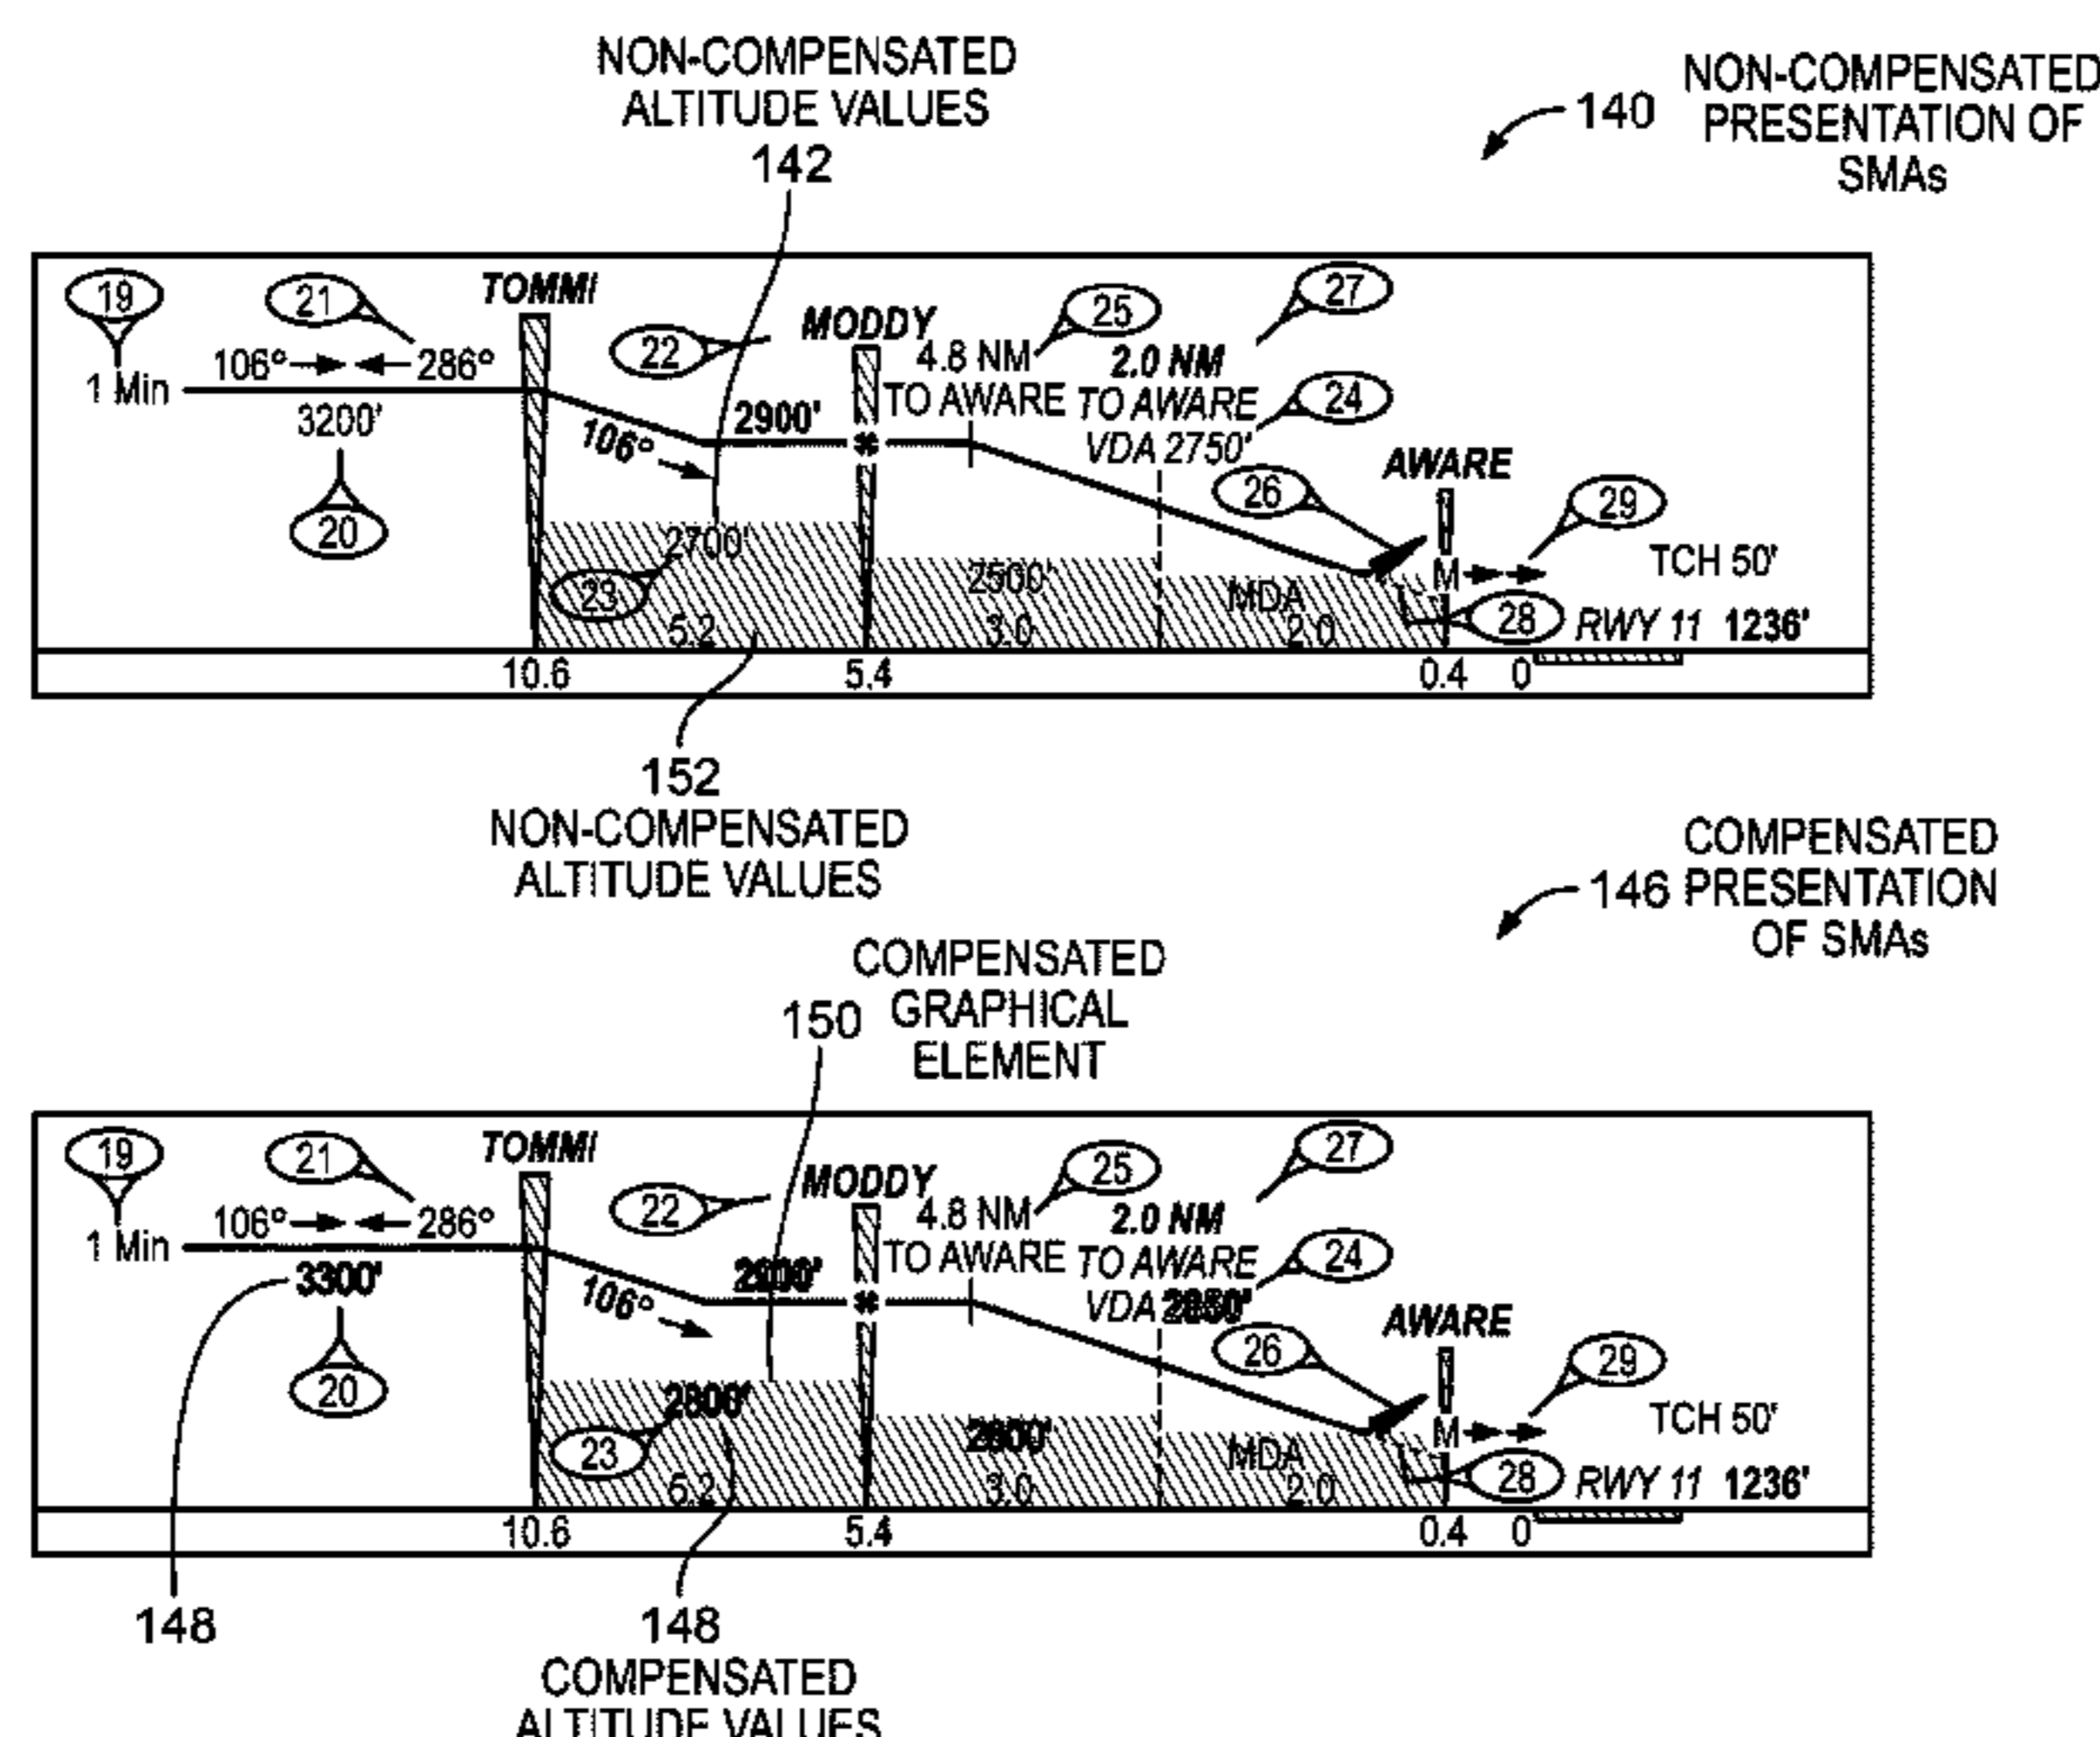 NON-COMPENSATED
ALTITUDE VALUES
142
140
NON-COMPENSATED
PRESENTATION OF
SMAs
19
21
TOMMI
22
MODDY
25
27
106°
286°
4.8 NM
2.0 NM
1 Min
3200'
106°
2900'
TO AWARE
TO AWARE
24
VDA 2750'
AWARE
20
26
29
2700'
2500'
M
TCH 50'
23
MDA
28
RWY 11 1236'
5.2
3.0
2.0
10.6
5.4
0.4
0
152
NON-COMPENSATED
ALTITUDE VALUES
146
COMPENSATED
PRESENTATION
OF SMAs
150
COMPENSATED
GRAPHICAL
ELEMENT
19
21
TOMMI
22
MODDY
25
27
106°
286°
4.8 NM
2.0 NM
1 Min
3300'
106°
TO AWARE
TO AWARE
24
VDA
AWARE
20
26
29
2800'
M
TCH 50'
23
MDA
28
RWY 11 1236'
5.2
3.0
2.0
10.6
5.4
0.4
0
148
148
COMPENSATED
ALTITUDE VALUES